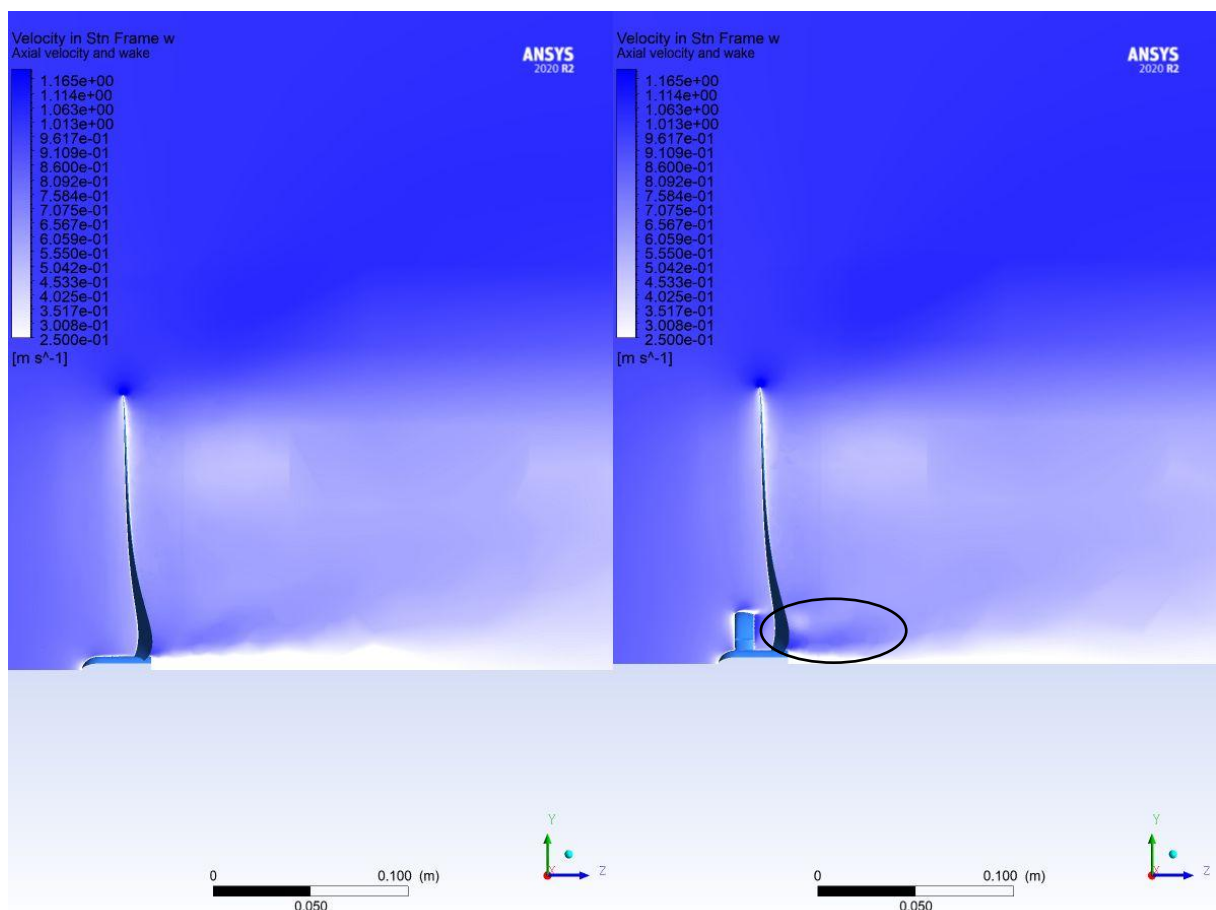 Velocity in Stn Frame w
Axial velocity and wake
ANSYS
2020 R2
1.165e+00
1.114e+00
1.063e+00
1.013e+00
9.617e-01
9.109e-01
8.600e-01
8.092e-01
7.584e-01
7.075e-01
6.567e-01
6.059e-01
5.550e-01
5.042e-01
4.533e-01
4.025e-01
3.517e-01
3.008e-01
2.500e-01
[m s^-1]
Y
X
Z
0
0.100 (m)
0.050
Velocity in Stn Frame w
Axial velocity and wake
ANSYS
2020 R2
1.165e+00
1.114e+00
1.063e+00
1.013e+00
9.617e-01
9.109e-01
8.600e-01
8.092e-01
7.584e-01
7.075e-01
6.567e-01
6.059e-01
5.550e-01
5.042e-01
4.533e-01
4.025e-01
3.517e-01
3.008e-01
2.500e-01
[m s^-1]
Y
X
Z
0
0.100 (m)
0.050